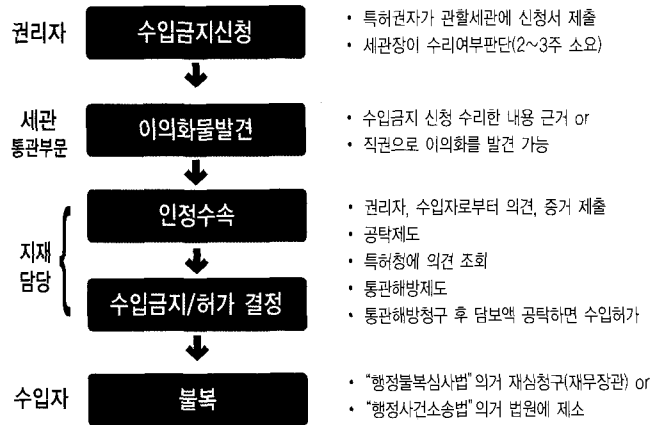 권리자
수입금지신청
• 특허권자가 관할세관에 신청서 제출
• 세관장이 수리여부판단(2~3주 소요)
세관
통관부문
이의화물발견
• 수입금지 신청 수리한 내용 근거 or
• 직권으로 이의화를 발견 가능
지재
담당
인정수속
• 권리자, 수입자로부터 의견, 증거 제출
• 공탁제도
• 특허청에 의견 조회
수입금지/허가 결정
• 통관해방제도
• 통관해방청구 후 담보액 공탁하면 수입허가
수입자
불복
• “행정불복심사법”의거 재심청구(재무장관) or
• “행정사건소송법”의거 법원에 제소